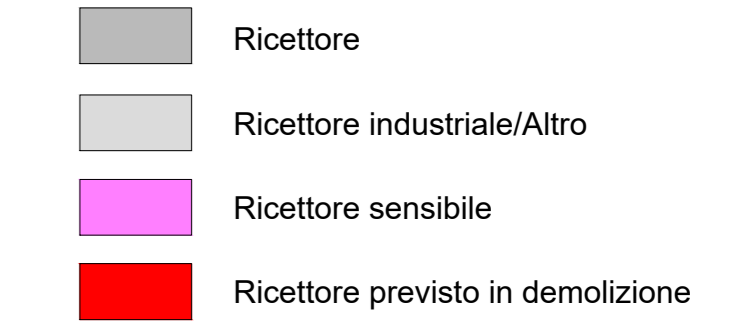 Ricettore
Ricettore industriale/Altro
Ricettore sensibile
Ricettore previsto in demolizione